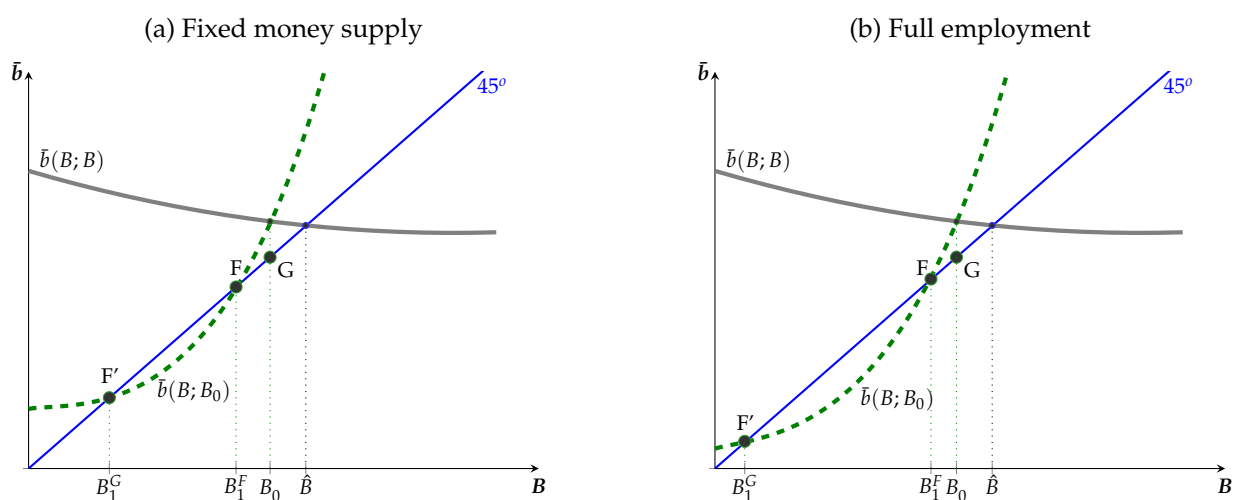 (a) Fixed money supply
b̄
45°
b̄(B; B)
F
G
F′
b̄(B; B₀)
B₁ᴳ
B₁ꟳ
B₀
B̂
B
(b) Full employment
b̄
45°
b̄(B; B)
F
G
F′
b̄(B; B₀)
B₁ᴳ
B₁ꟳ
B₀
B̂
B